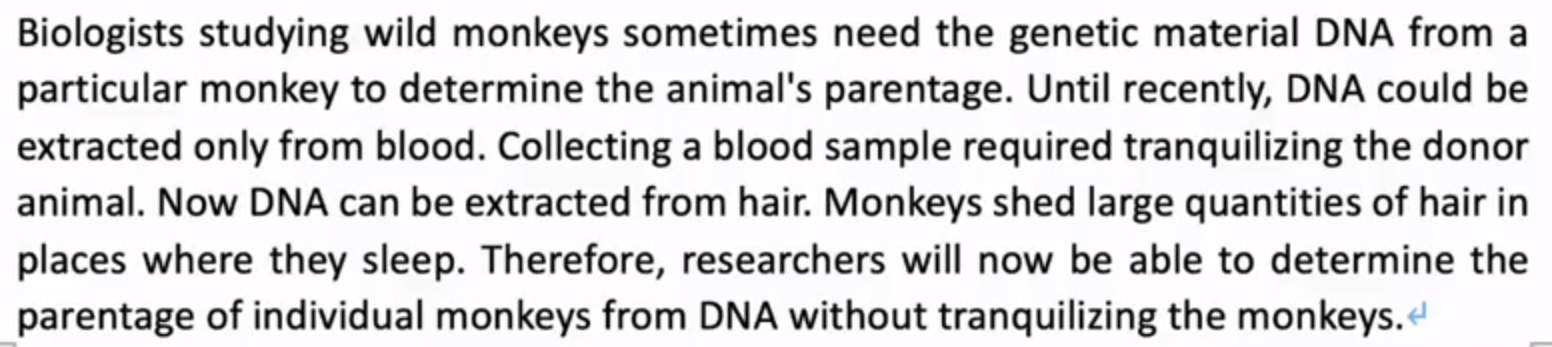 Biologists studying wild monkeys sometimes need the genetic material DNA from a
particular monkey to determine the animal's parentage. Until recently, DNA could be
extracted only from blood. Collecting a blood sample required tranquilizing the donor
animal. Now DNA can be extracted from hair. Monkeys shed large quantities of hair in
places where they sleep. Therefore, researchers will now be able to determine the
parentage of individual monkeys from DNA without tranquilizing the monkeys.